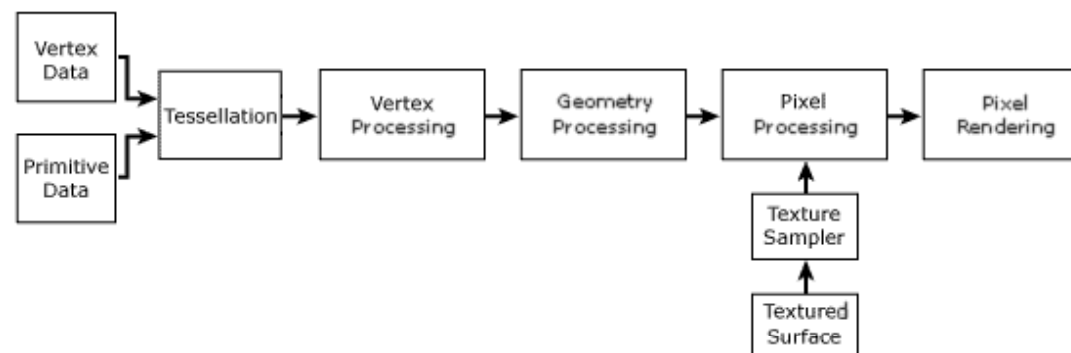 Vertex
Data
Primitive
Data
Tessellation
Vertex
Processing
Geometry
Processing
Pixel
Processing
Pixel
Rendering
Texture
Sampler
Textured
Surface